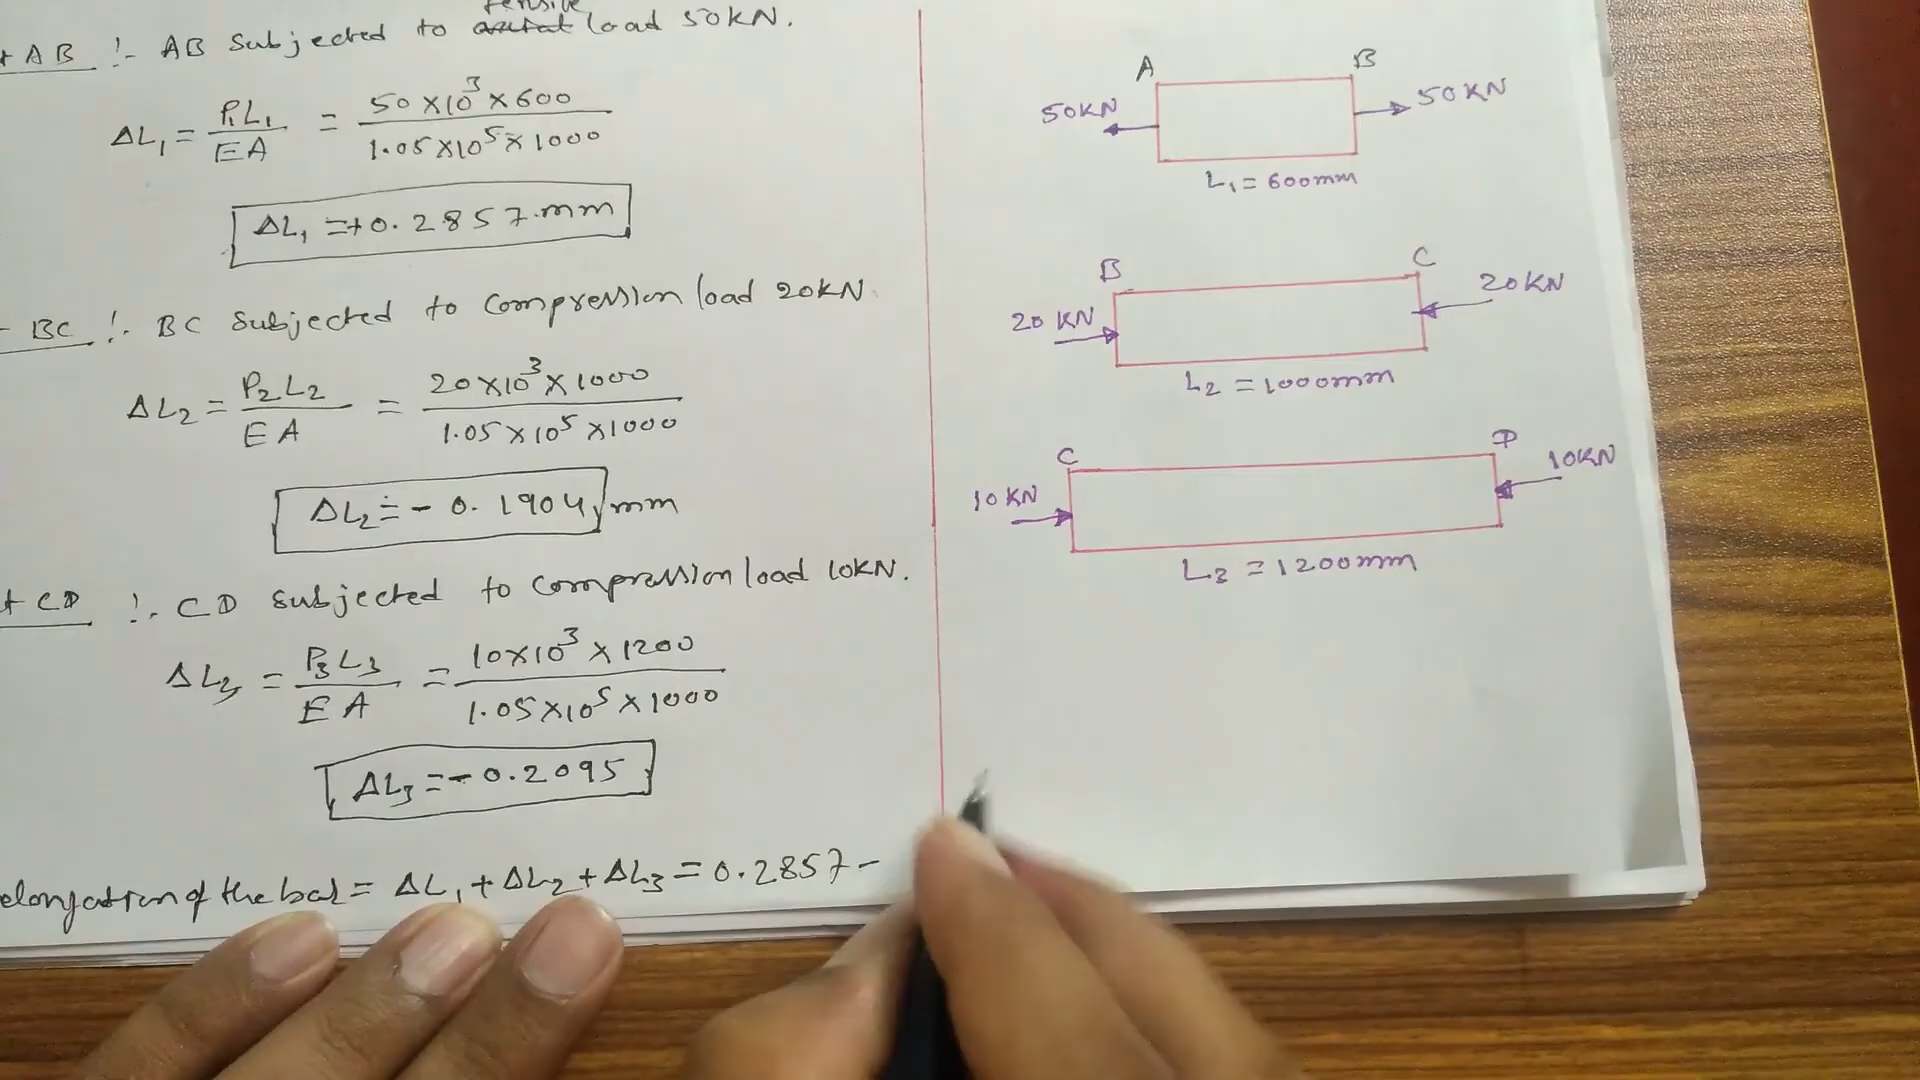 AB :- AB Subjected to tensile load 50KN.
ΔL₁ = P₁L₁/EA = 50×10³×600/1.05×10⁵×1000
ΔL₁ = +0.2857.mm
BC :- BC Subjected to Compression load 20KN.
ΔL₂ = P₂L₂/EA = 20×10³×1000/1.05×10⁵×1000
ΔL₂ = - 0.1904 mm
CD :- CD Subjected to compression load 10KN.
ΔL₃ = P₃L₃/EA = 10×10³×1200/1.05×10⁵×1000
ΔL₃ = -0.2095
elongation of the bar = ΔL₁+ΔL₂+ΔL₃ = 0.2857-
A B
50KN 50KN
L₁ = 600mm
B C
20 KN 20KN
L₂ = 1000mm
C D
10KN 10KN
L₃ = 1200mm